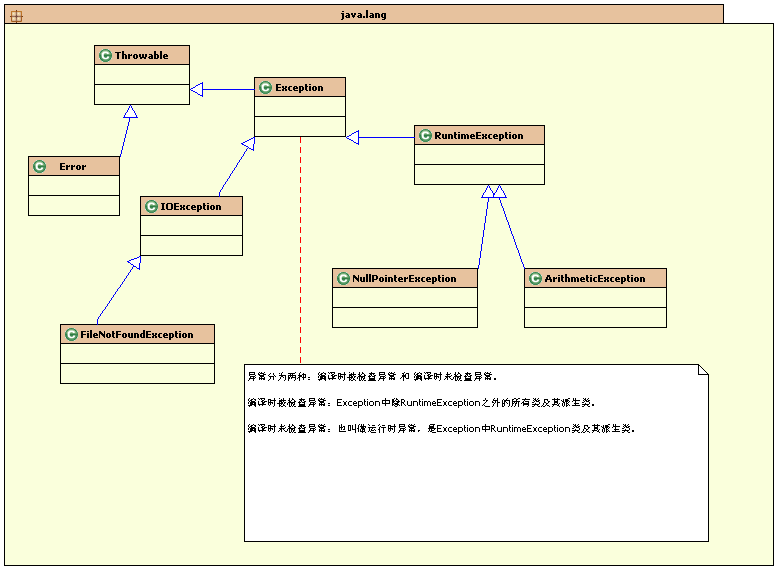 java.lang
Throwable
Exception
RuntimeException
Error
IOException
NullPointerException
ArithmeticException
FileNotFoundException
异常分为两种：编译时被检查异常 和 编译时未检查异常。
编译时被检查异常：Exception中除RuntimeException之外的所有类及其派生类。
编译时未检查异常：也叫做运行时异常，是Exception中RuntimeException类及其派生类。